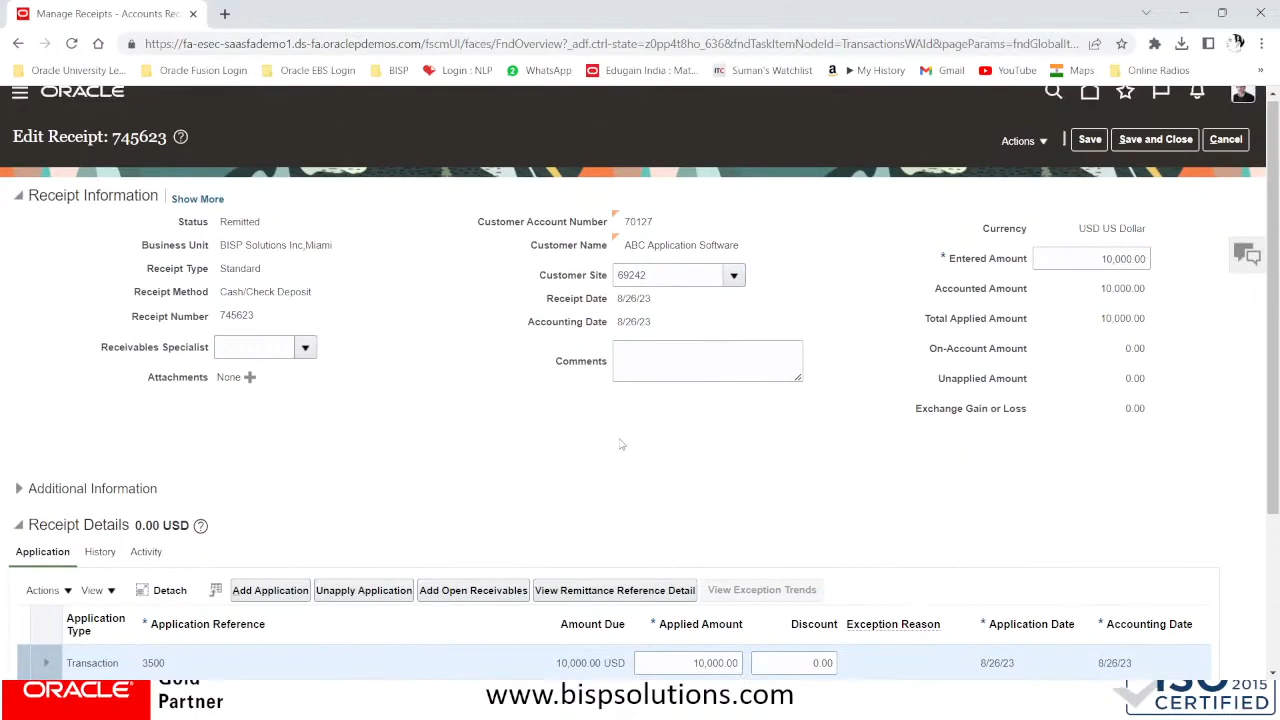 Manage Receipts - Accounts Rec
https://fa-esec-saasfademo1.ds-fa.oraclepdemos.com/fscmUI/faces/FndOverview?_adf.ctrl-state=z0pp4t8ho_636&fndTaskItemNodeId=TransactionsWAId&pageParams=fndGlobalIt...
Oracle University Le... Oracle Fusion Login Oracle EBS Login BISP Login : NLP WhatsApp Edugain India : Mat... ITC Suman's Watchlist ▶ My History Gmail YouTube Maps Online Radios »
ORACLE
Edit Receipt: 745623
Actions Save Save and Close Cancel
Receipt Information Show More
Status Remitted
Business Unit BISP Solutions Inc,Miami
Receipt Type Standard
Receipt Method Cash/Check Deposit
Receipt Number 745623
Receivables Specialist
Attachments None
Customer Account Number 70127
Customer Name ABC Application Software
Customer Site 69242
Receipt Date 8/26/23
Accounting Date 8/26/23
Comments
Currency USD US Dollar
* Entered Amount 10,000.00
Accounted Amount 10,000.00
Total Applied Amount 10,000.00
On-Account Amount 0.00
Unapplied Amount 0.00
Exchange Gain or Loss 0.00
Additional Information
Receipt Details 0.00 USD
Application History Activity
Actions View Detach Add Application Unapply Application Add Open Receivables View Remittance Reference Detail View Exception Trends
Application Type * Application Reference Amount Due * Applied Amount Discount Exception Reason * Application Date * Accounting Date
Transaction 3500 10,000.00 USD 10,000.00 0.00 8/26/23 8/26/23
ORACLE Gold Partner
www.bispsolutions.com
ISO 2015 CERTIFIED